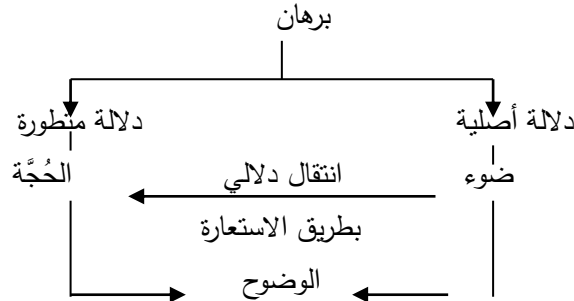 برهان
دلالة أصلية
دلالة متطورة
ضوء
انتقال دلالي
الحُجَّة
بطريق الاستعارة
الوضوح